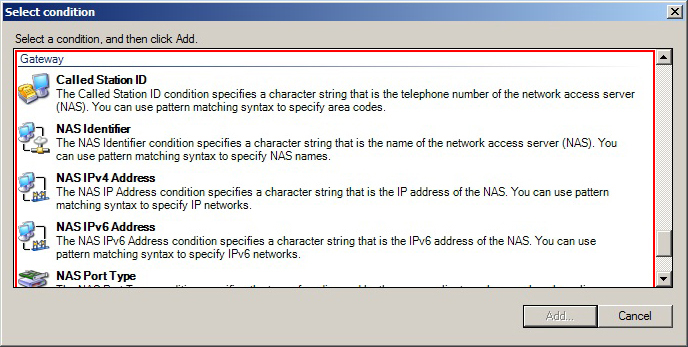 Select condition
Select a condition, and then click Add.
Gateway
Called Station ID
The Called Station ID condition specifies a character string that is the telephone number of the network access server
(NAS). You can use pattern matching syntax to specify area codes.
NAS Identifier
The NAS Identifier condition specifies a character string that is the name of the network access server (NAS). You
can use pattern matching syntax to specify NAS names.
NAS IPv4 Address
The NAS IP Address condition specifies a character string that is the IP address of the NAS. You can use pattern
matching syntax to specify IP networks.
NAS IPv6 Address
The NAS IPv6 Address condition specifies a character string that is the IPv6 address of the NAS. You can use
pattern matching syntax to specify IPv6 networks.
NAS Port Type
Add...
Cancel